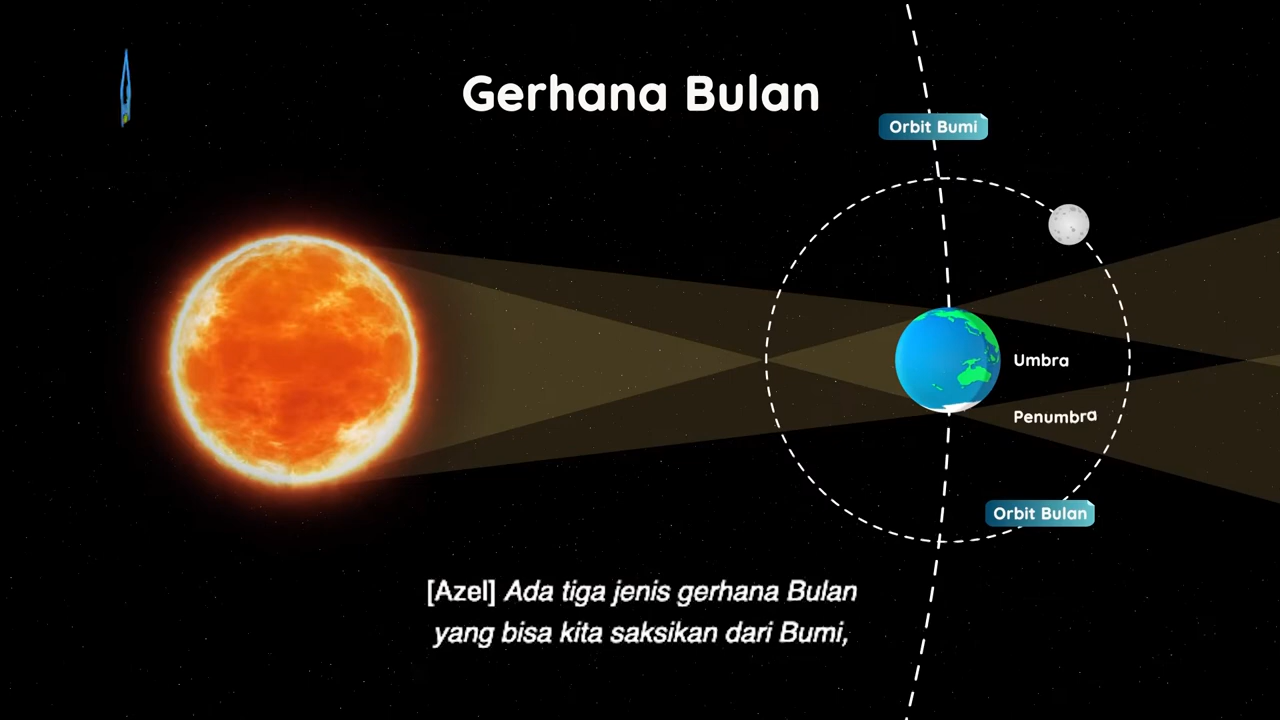 Gerhana Bulan
Orbit Bumi
Umbra
Penumbra
Orbit Bulan
[Azel] Ada tiga jenis gerhana Bulan
yang bisa kita saksikan dari Bumi,